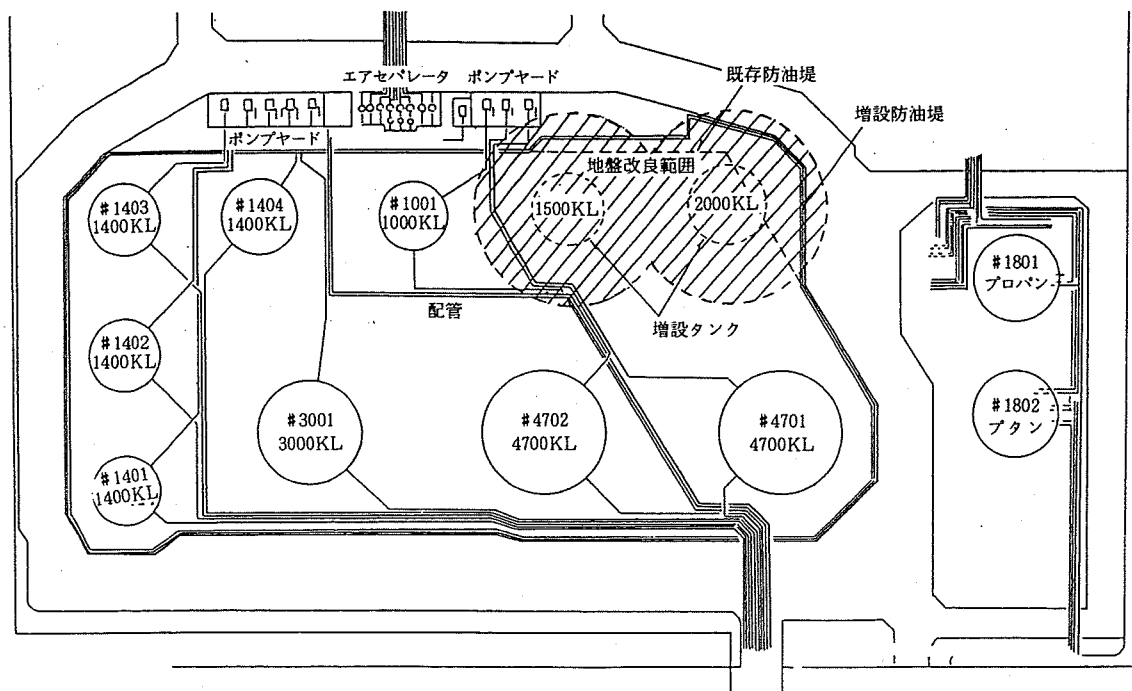 エアセパレータ
ポンプヤード
既存防油堤
増設防油堤
ポンプヤード
地盤改良範囲
#1403
1400KL
#1404
1400KL
#1001
1000KL
1500KL
2000KL
#1801
プロパン
配管
増設タンク
#1402
1400KL
#3001
3000KL
#4702
4700KL
#4701
4700KL
#1802
ブタン
#1401
1400KL